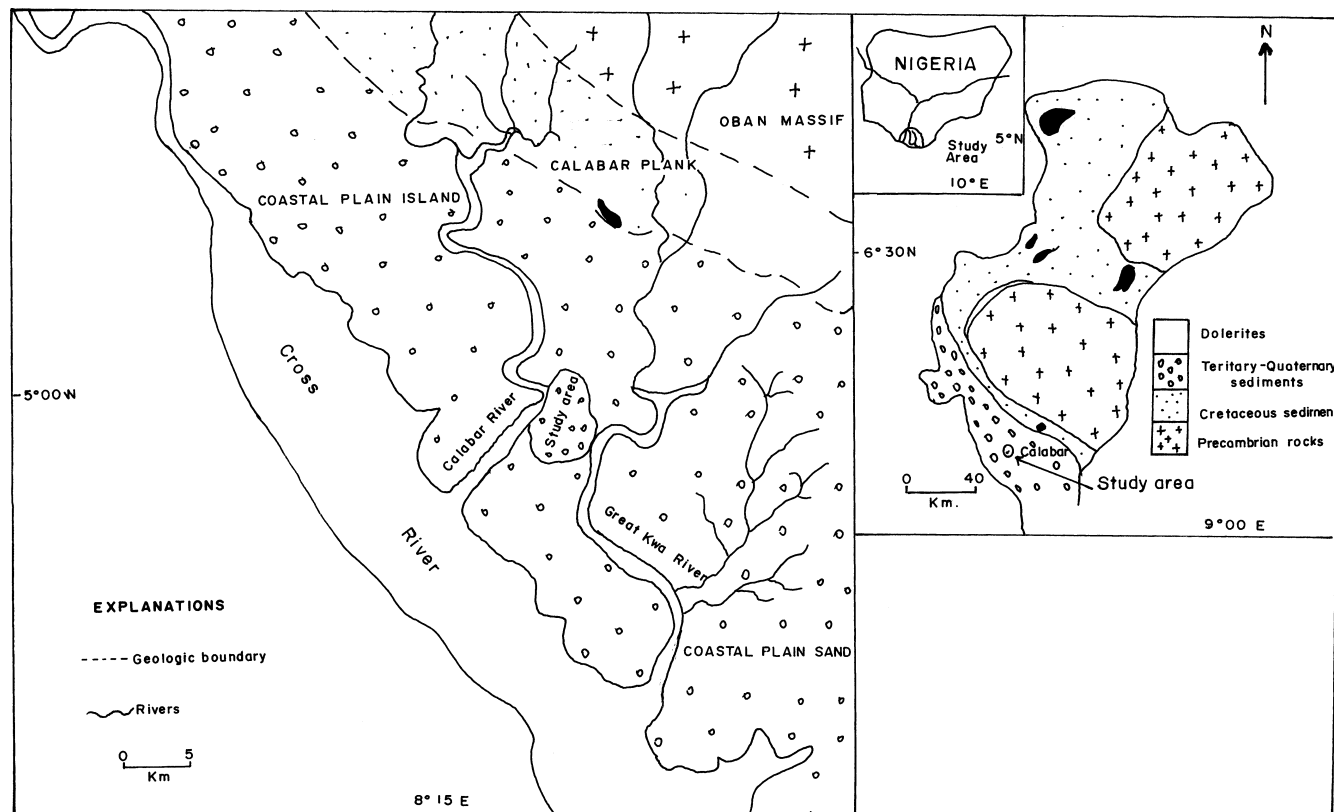 OBAN MASSIF
CALABAR PLANK
COASTAL PLAIN ISLAND
5°00W
Cross
River
Calabar River
Study area
Great Kwa River
COASTAL PLAIN SAND
EXPLANATIONS
Geologic boundary
Rivers
0 5
Km
8° 15 E
NIGERIA
Study
Area
5°N
10°E
N
6°30N
Dolerites
Teritary-Quaternary
sediments
Cretaceous sedimen
Precambrian rocks
Calabar
0 40
Km.
Study area
9°00 E